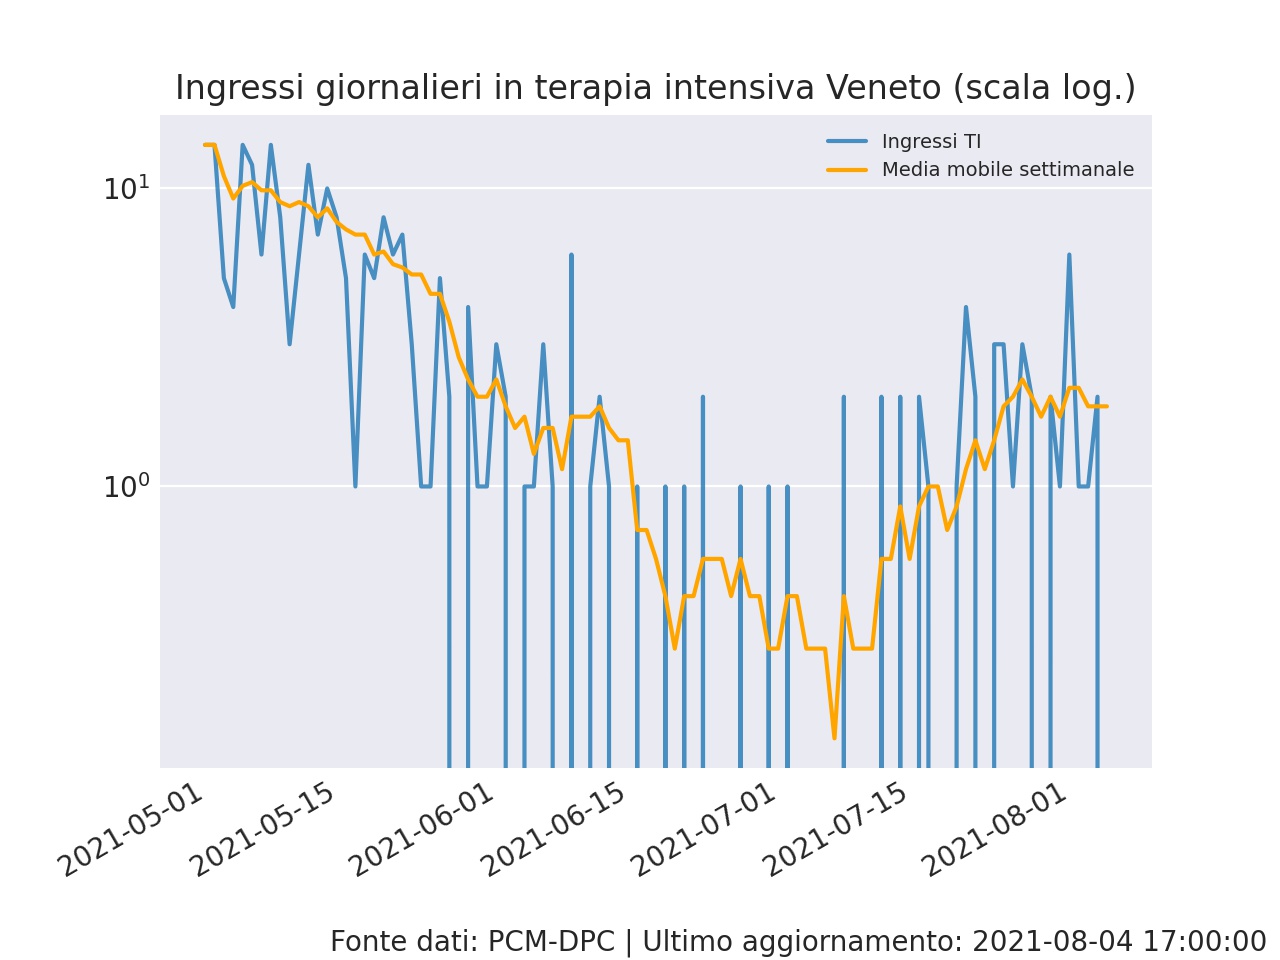 Ingressi giornalieri in terapia intensiva Veneto (scala log.)
Ingressi TI
Media mobile settimanale
10¹
10⁰
2021-05-01
2021-05-15
2021-06-01
2021-06-15
2021-07-01
2021-07-15
2021-08-01
Fonte dati: PCM-DPC | Ultimo aggiornamento: 2021-08-04 17:00:00